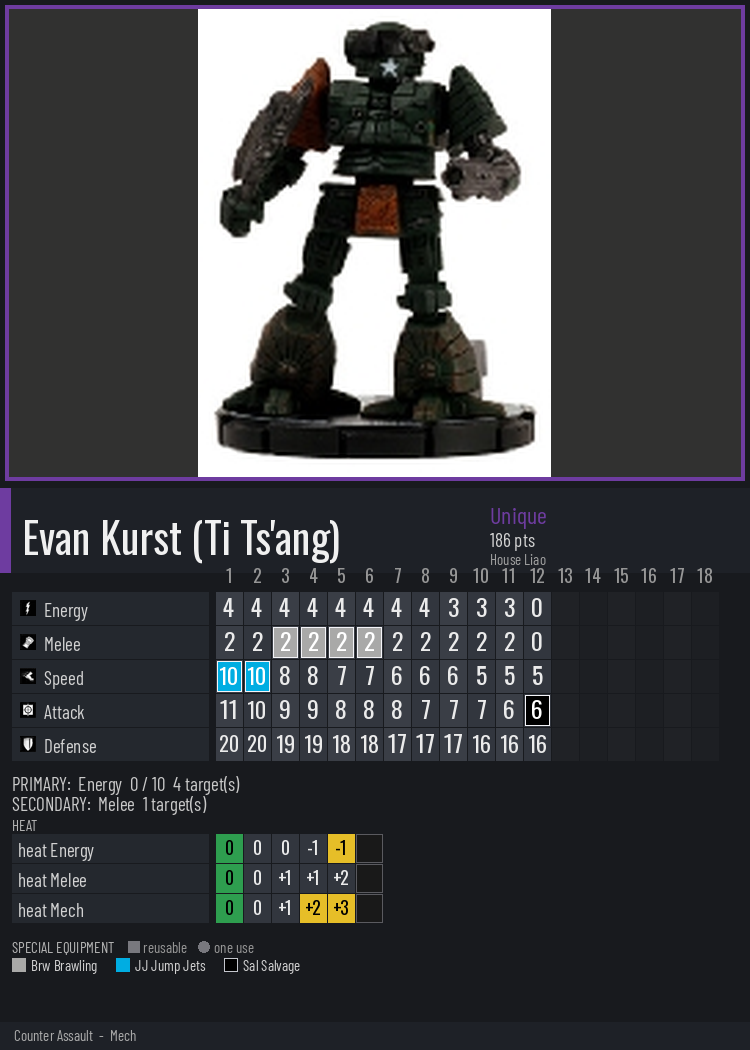 Evan Kurst (Ti Ts'ang)
Unique
186 pts
House Liao
1 2 3 4 5 6 7 8 9 10 11 12 13 14 15 16 17 18
Energy 4 4 4 4 4 4 4 4 3 3 3 0
Melee 2 2 2 2 2 2 2 2 2 2 2 0
Speed 10 10 8 8 7 7 6 6 6 5 5 5
Attack 11 10 9 9 8 8 8 7 7 7 6 6
Defense 20 20 19 19 18 18 17 17 17 16 16 16
PRIMARY: Energy 0 / 10 4 target(s)
SECONDARY: Melee 1 target(s)
HEAT
heat Energy 0 0 0 -1 -1
heat Melee 0 0 +1 +1 +2
heat Mech 0 0 +1 +2 +3
SPECIAL EQUIPMENT reusable one use
Brw Brawling JJ Jump Jets Sal Salvage
Counter Assault - Mech